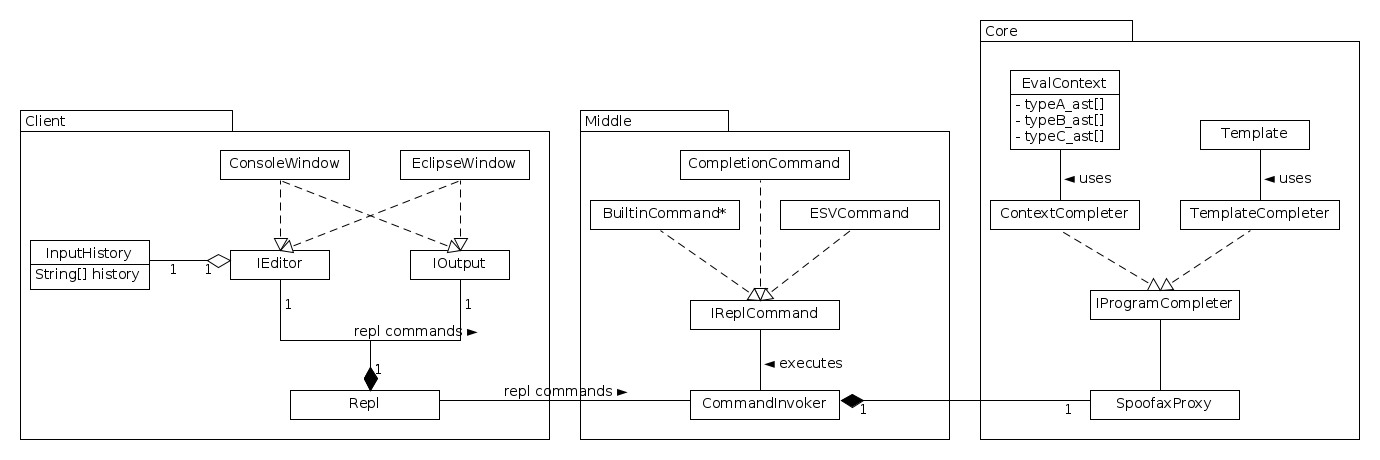 Client
ConsoleWindow
EclipseWindow
InputHistory
String[] history
1
1
IEditor
IOutput
1
1
repl commands ►
1
Repl
repl commands ►
Middle
CompletionCommand
BuiltinCommand*
ESVCommand
IReplCommand
◄ executes
CommandInvoker
1
1
Core
EvalContext
- typeA_ast[]
- typeB_ast[]
- typeC_ast[]
Template
◄ uses
◄ uses
ContextCompleter
TemplateCompleter
IProgramCompleter
SpoofaxProxy